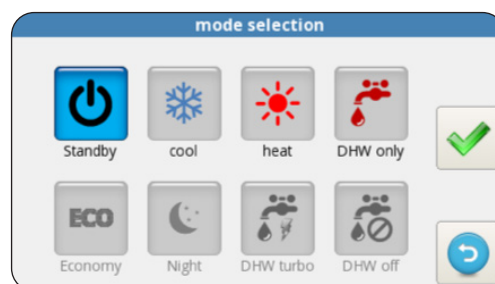 mode selection
Standby cool heat DHW only
ECO
Economy Night DHW turbo DHW off